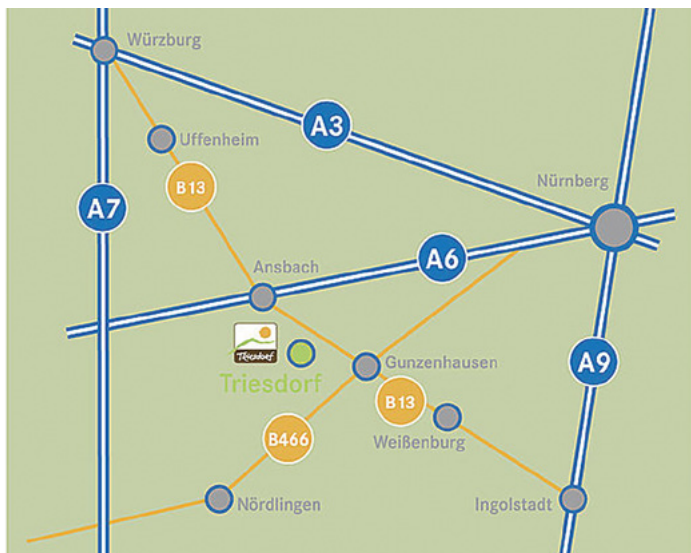 Würzburg
A3
Uffenheim
B13
Nürnberg
A7
A6
Ansbach
Triesdorf
Triesdorf
Gunzenhausen
A9
B13
Weißenburg
B466
Nördlingen
Ingolstadt